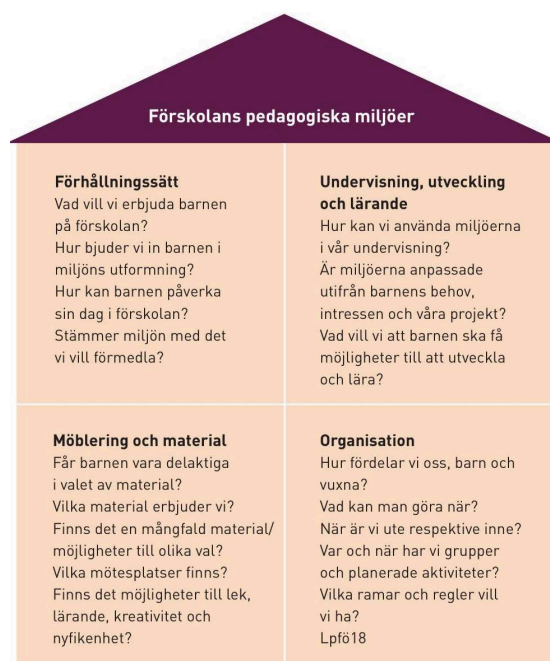 Förskolans pedagogiska miljöer
Förhållningssätt
Vad vill vi erbjuda barnen
på förskolan?
Hur bjuder vi in barnen i
miljöns utformning?
Hur kan barnen påverka
sin dag i förskolan?
Stämmer miljön med det
vi vill förmedla?
Undervisning, utveckling
och lärande
Hur kan vi använda miljöerna
i vår undervisning?
Är miljöerna anpassade
utifrån barnens behov,
intressen och våra projekt?
Vad vill vi att barnen ska få
möjligheter till att utveckla
och lära?
Möblering och material
Får barnen vara delaktiga
i valet av material?
Vilka material erbjuder vi?
Finns det en mångfald material/
möjligheter till olika val?
Vilka mötesplatser finns?
Finns det möjligheter till lek,
lärande, kreativitet och
nyfikenhet?
Organisation
Hur fördelar vi oss, barn och
vuxna?
Vad kan man göra när?
När är vi ute respektive inne?
Var och när har vi grupper
och planerade aktiviteter?
Vilka ramar och regler vill
vi ha?
Lpfö18